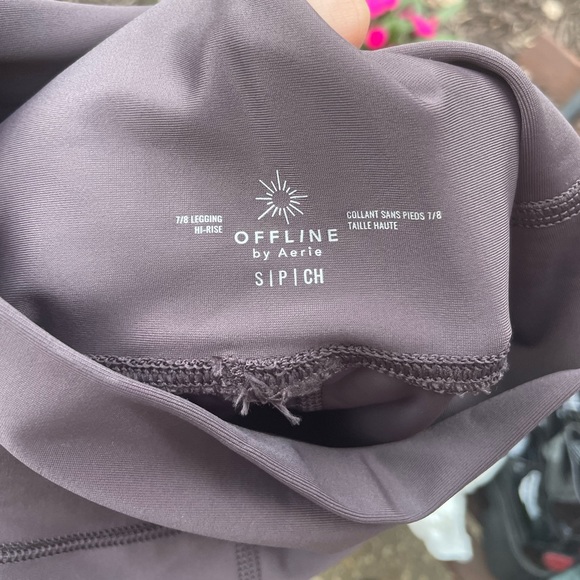 7/8 LEGGING
HI-RISE
OFFLINE
by Aerie
S|P|CH
COLLANT SANS PIEDS 7/8
TAILLE HAUTE